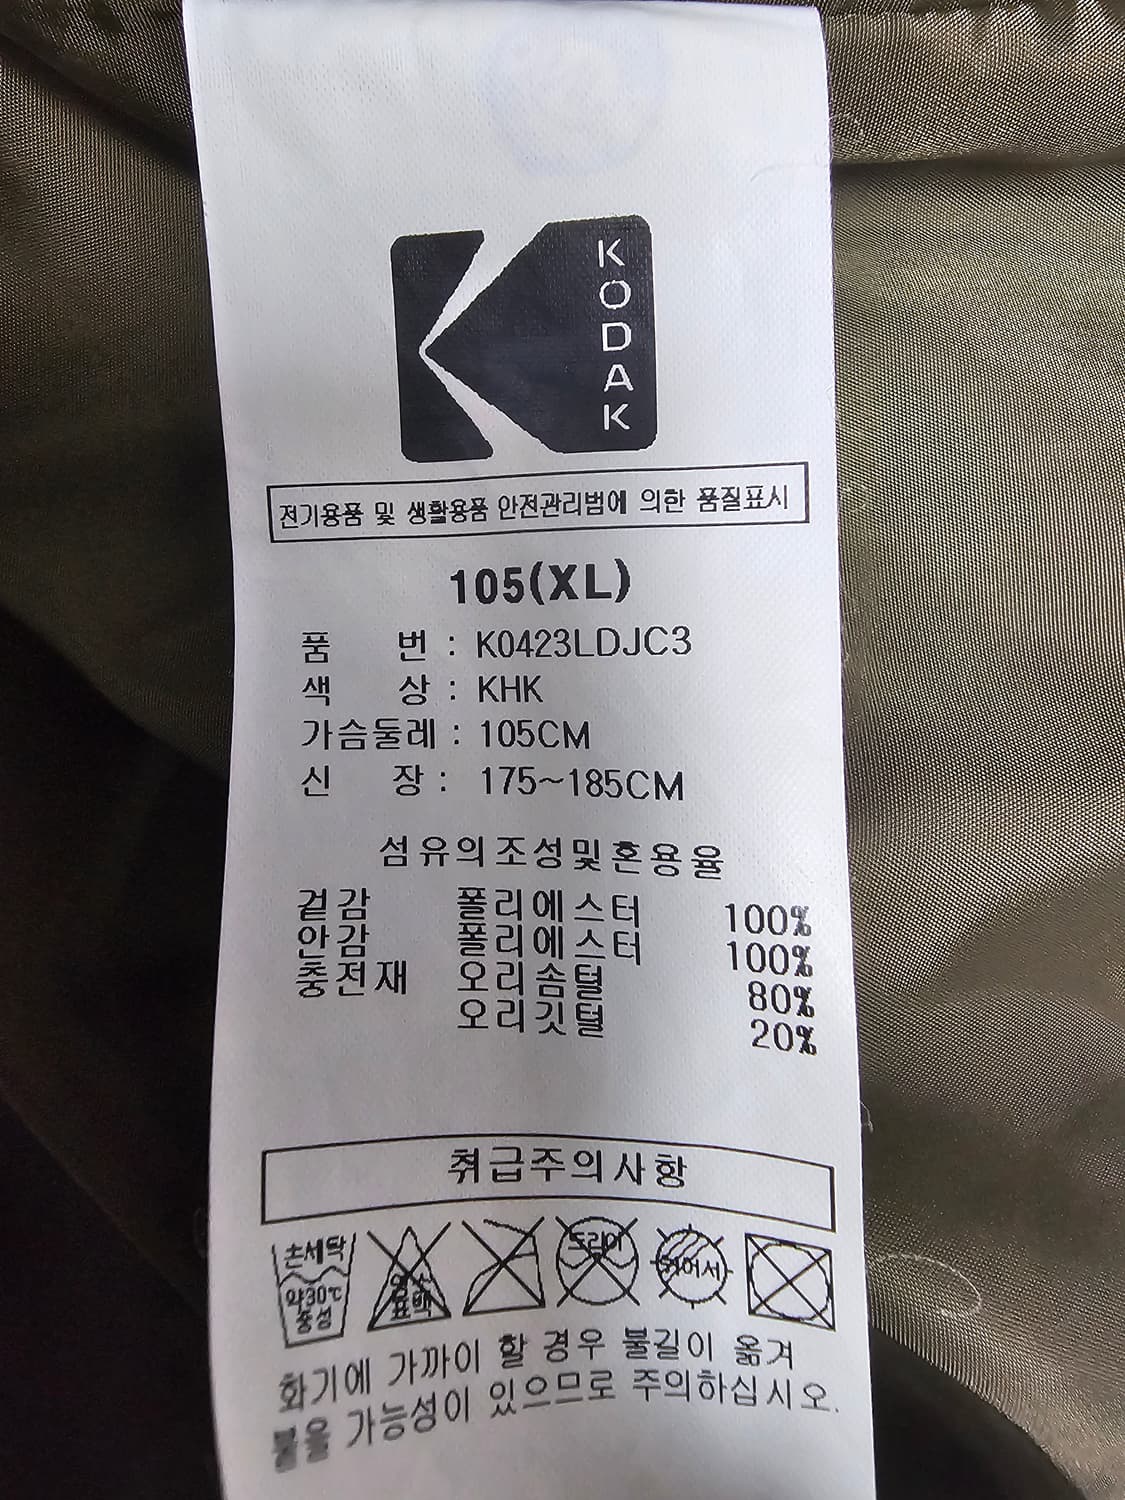 KODAK
전기용품 및 생활용품 안전관리법에 의한 품질표시
105(XL)
품 번 : K0423LDJC3
색 상 : KHK
가슴둘레 : 105CM
신 장 : 175~185CM
섬유의조성및혼용율
겉감 폴리에스터 100%
안감 폴리에스터 100%
충전재 오리솜털 80%
오리깃털 20%
취급주의사항
손세탁
약30℃
중성
염소
표백
드라이
뉘어서
화기에 가까이 할 경우 불길이 옮겨
붙을 가능성이 있으므로 주의하십시오.